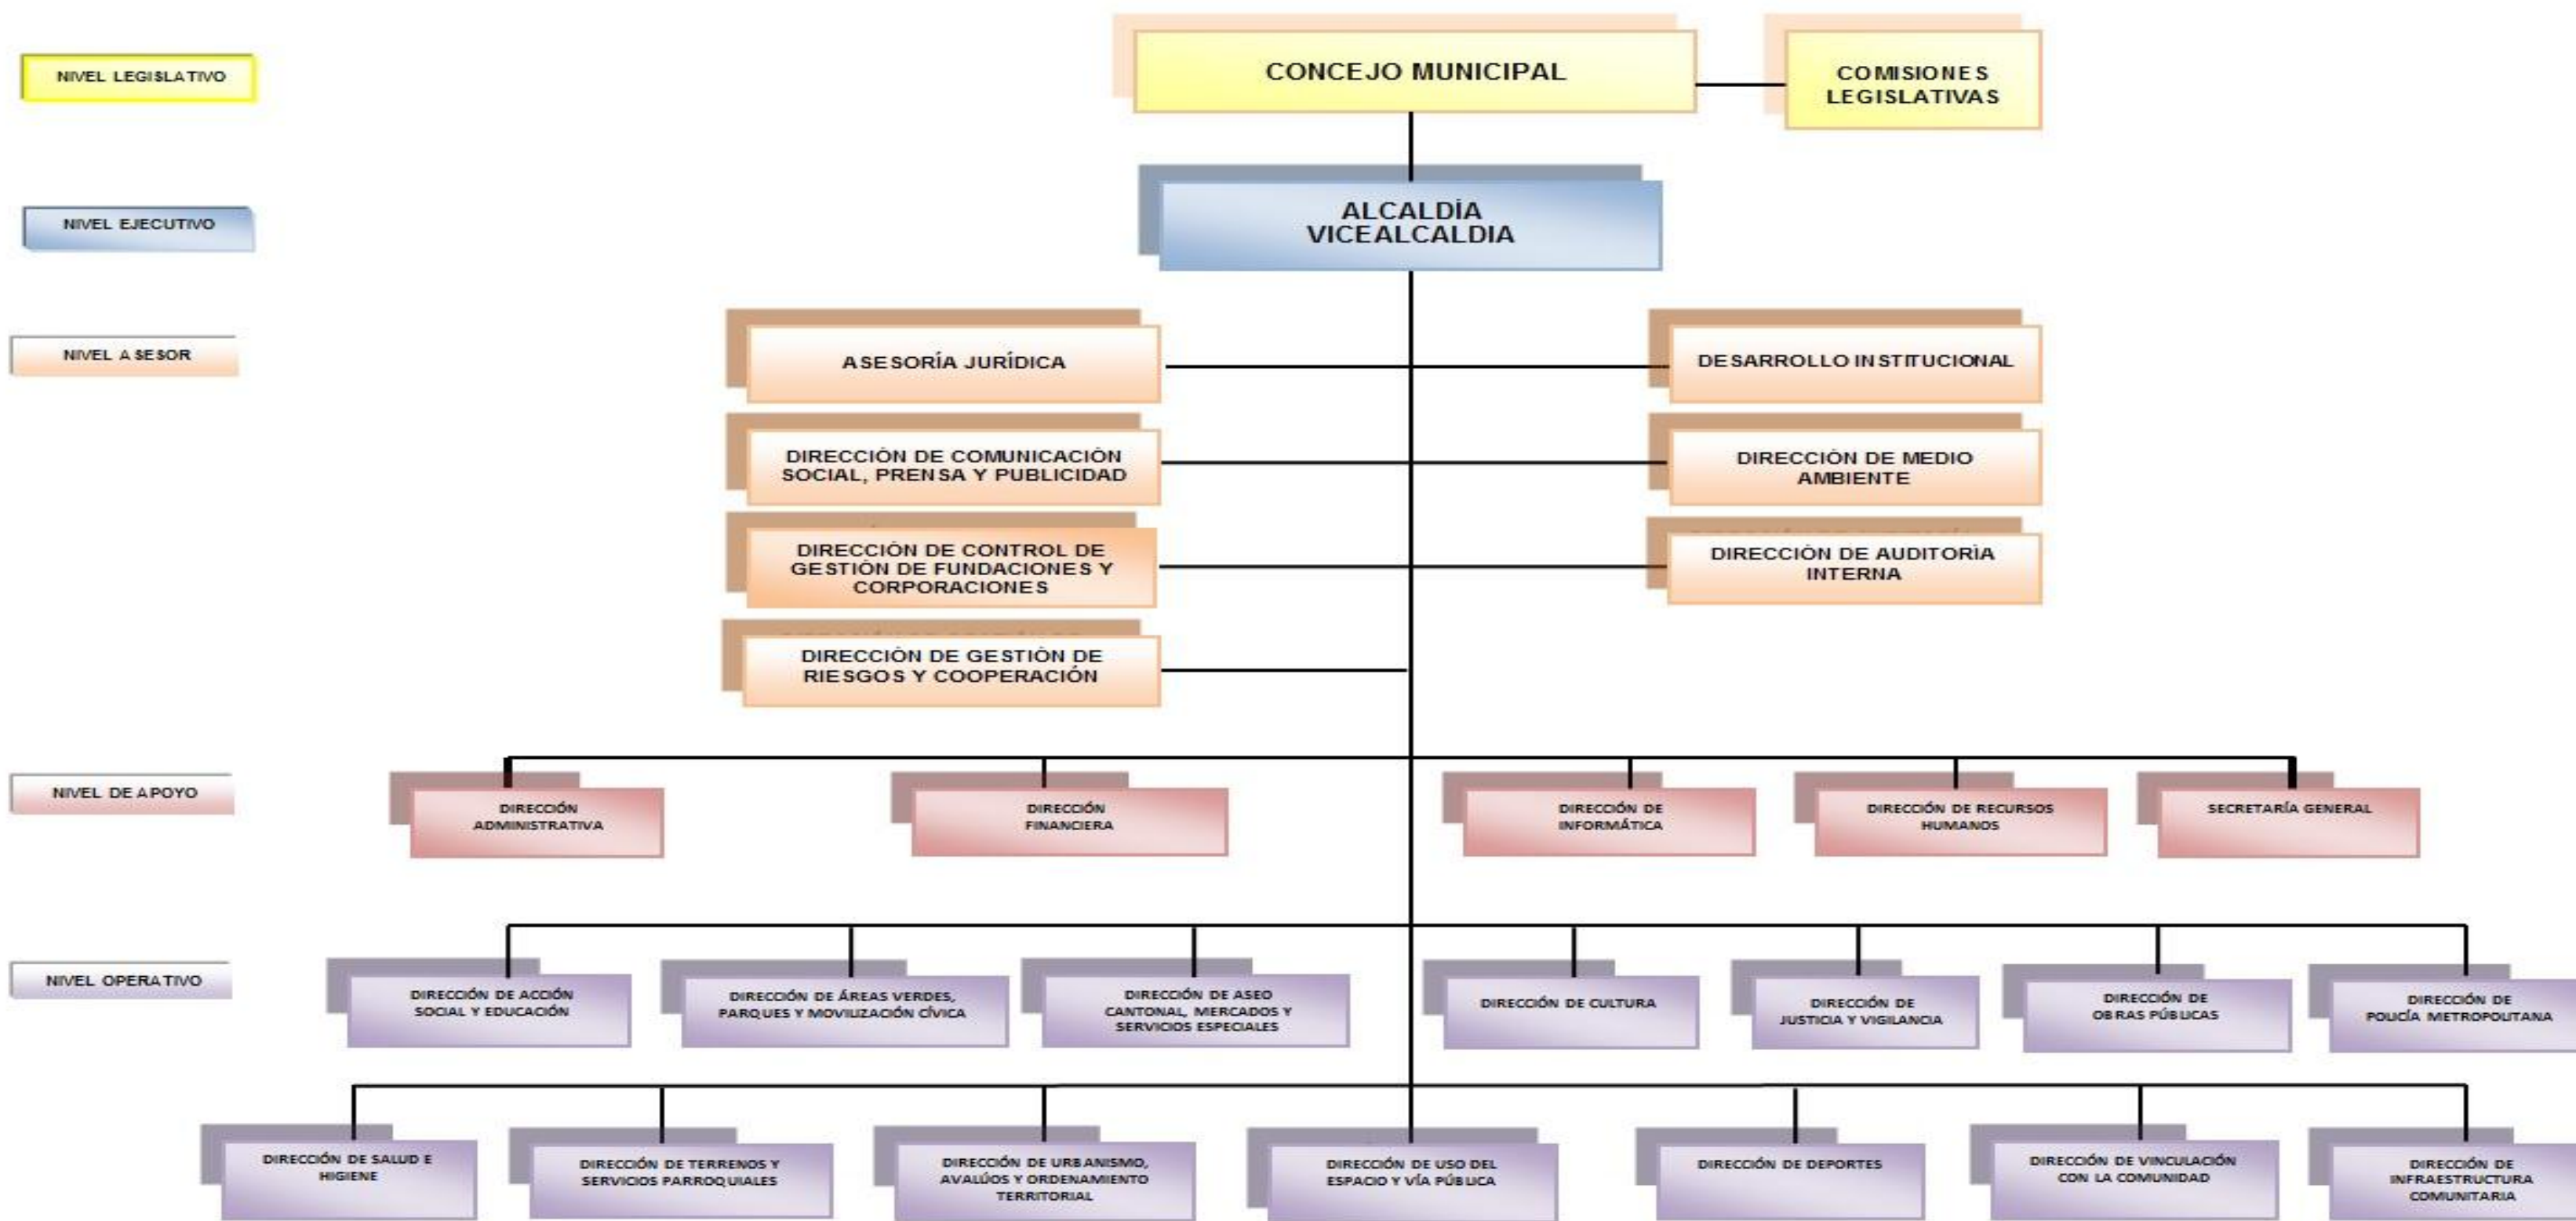 NIVEL LEGISLATIVO
CONCEJO MUNICIPAL
COMISIONES
LEGISLATIVAS
NIVEL EJECUTIVO
ALCALDÍA
VICEALCALDIA
NIVEL ASESOR
ASESORÍA JURÍDICA
DESARROLLO INSTITUCIONAL
DIRECCIÓN DE COMUNICACIÓN
SOCIAL, PRENSA Y PUBLICIDAD
DIRECCIÓN DE MEDIO
AMBIENTE
DIRECCIÓN DE CONTROL DE
GESTIÓN DE FUNDACIONES Y
CORPORACIONES
DIRECCIÓN DE AUDITORÍA
INTERNA
DIRECCIÓN DE GESTIÓN DE
RIESGOS Y COOPERACIÓN
NIVEL DE APOYO
DIRECCIÓN
ADMINISTRATIVA
DIRECCIÓN
FINANCIERA
DIRECCIÓN DE
INFORMÁTICA
DIRECCIÓN DE RECURSOS
HUMANOS
SECRETARÍA GENERAL
NIVEL OPERATIVO
DIRECCIÓN DE ACCIÓN
SOCIAL Y EDUCACIÓN
DIRECCIÓN DE ÁREAS VERDES,
PARQUES Y MOVILIZACIÓN CÍVICA
DIRECCIÓN DE ASEO
CANTONAL, MERCADOS Y
SERVICIOS ESPECIALES
DIRECCIÓN DE CULTURA
DIRECCIÓN DE
JUSTICIA Y VIGILANCIA
DIRECCIÓN DE
OBRAS PÚBLICAS
DIRECCIÓN DE
POLICÍA METROPOLITANA
DIRECCIÓN DE SALUD E
HIGIENE
DIRECCIÓN DE TERRENOS Y
SERVICIOS PARROQUIALES
DIRECCIÓN DE URBANISMO,
AVALÚOS Y ORDENAMIENTO
TERRITORIAL
DIRECCIÓN DE USO DEL
ESPACIO Y VÍA PÚBLICA
DIRECCIÓN DE DEPORTES
DIRECCIÓN DE VINCULACIÓN
CON LA COMUNIDAD
DIRECCIÓN DE
INFRAESTRUCTURA
COMUNITARIA